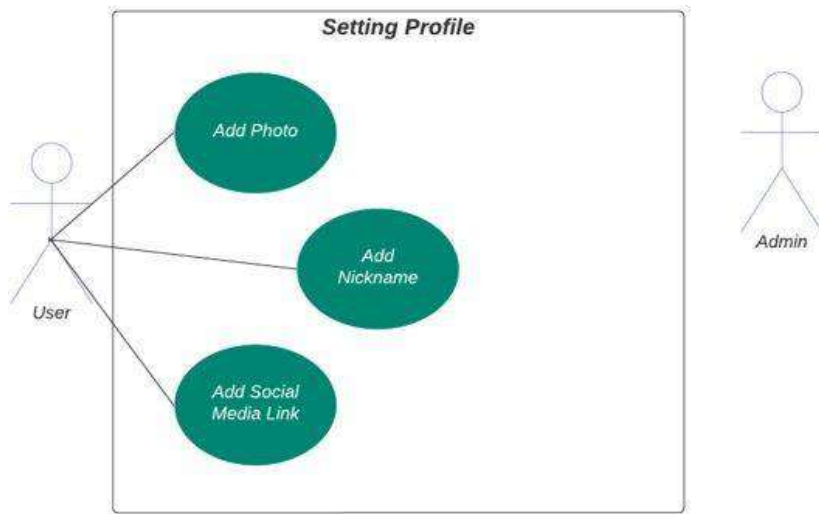 Setting Profile
Add Photo
Add
Nickname
Add Social
Media Link
User
Admin